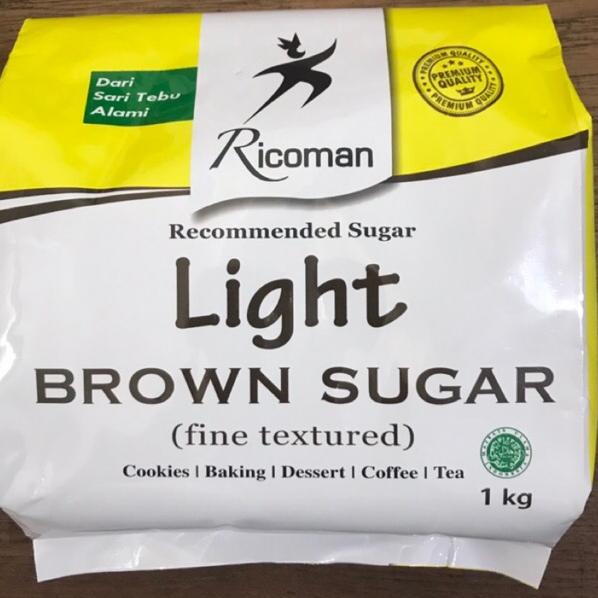 Dari
Sari Tebu
Alami
Ricoman
PREMIUM QUALITY
PREMIUM
QUALITY
PREMIUM QUALITY
Recommended Sugar
Light
BROWN SUGAR
(fine textured)
Cookies | Baking | Dessert | Coffee | Tea
1 kg